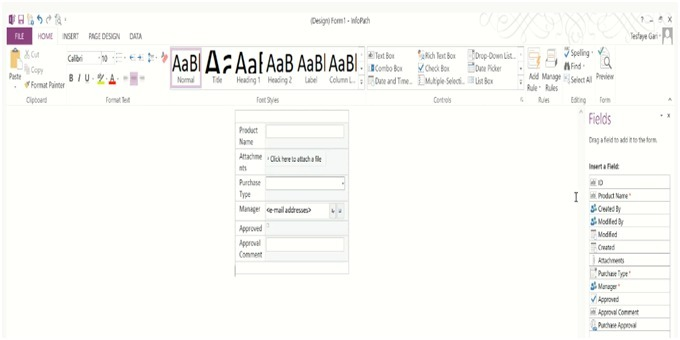 (Design) Form1 - InfoPath
Tesfaye Gari
FILE HOME INSERT PAGE DESIGN DATA
Cut
Copy
Format Painter
Paste
Clipboard
Calibri 10
B I U
Format Text
AaBl Normal
AaF Title
AaBl Heading 1
AaB Heading 2
AaBl Label
AaBl Column L...
Font Styles
Text Box Rich Text Box Drop-Down List...
Combo Box Check Box Date Picker
Date and Time... Multiple-Selecti... List Box
Controls
Add Rule Manage Rules
Rules
Spelling
Find
Select All
Editing
Preview
Form
Product Name
Attachments Click here to attach a file
Purchase Type
Manager <e-mail addresses>
Approved
Approval Comment
Fields
Drag a field to add it to the form.
Insert a Field:
ID
Product Name *
Created By
Modified By
Modified
Created
Attachments
Purchase Type *
Manager *
Approved
Approval Comment
Purchase Approval